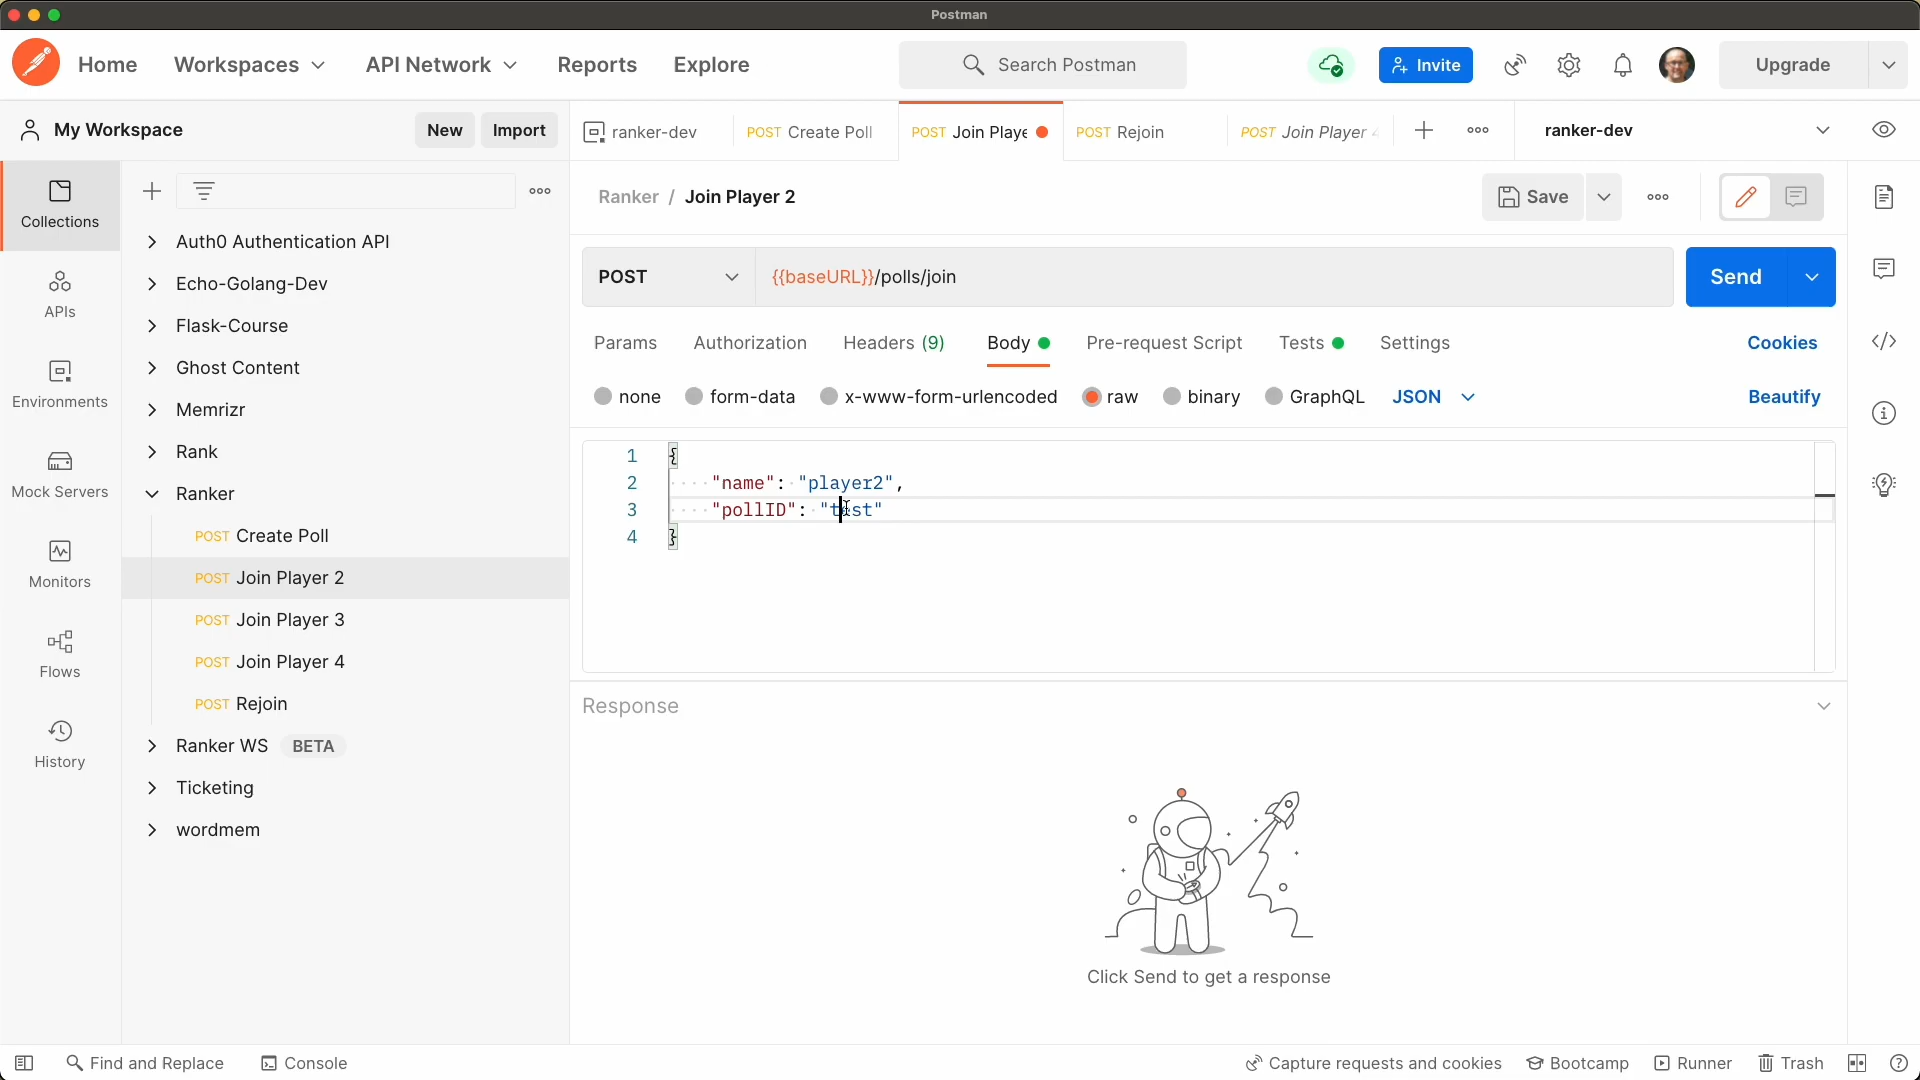 Postman
Home
Workspaces
API Network
Reports
Explore
Search Postman
Invite
Upgrade
My Workspace
New
Import
ranker-dev
POST Create Poll
POST Join Playe
POST Rejoin
POST Join Player
ranker-dev
Collections
APIs
Environments
Mock Servers
Monitors
Flows
History
Auth0 Authentication API
Echo-Golang-Dev
Flask-Course
Ghost Content
Memrizr
Rank
Ranker
POST Create Poll
POST Join Player 2
POST Join Player 3
POST Join Player 4
POST Rejoin
Ranker WS BETA
Ticketing
wordmem
Ranker / Join Player 2
Save
POST
{{baseURL}}/polls/join
Send
Params
Authorization
Headers (9)
Body
Pre-request Script
Tests
Settings
Cookies
none
form-data
x-www-form-urlencoded
raw
binary
GraphQL
JSON
Beautify
1 {
2 "name": "player2",
3 "pollID": "test"
4 }
Response
Click Send to get a response
Find and Replace
Console
Capture requests and cookies
Bootcamp
Runner
Trash